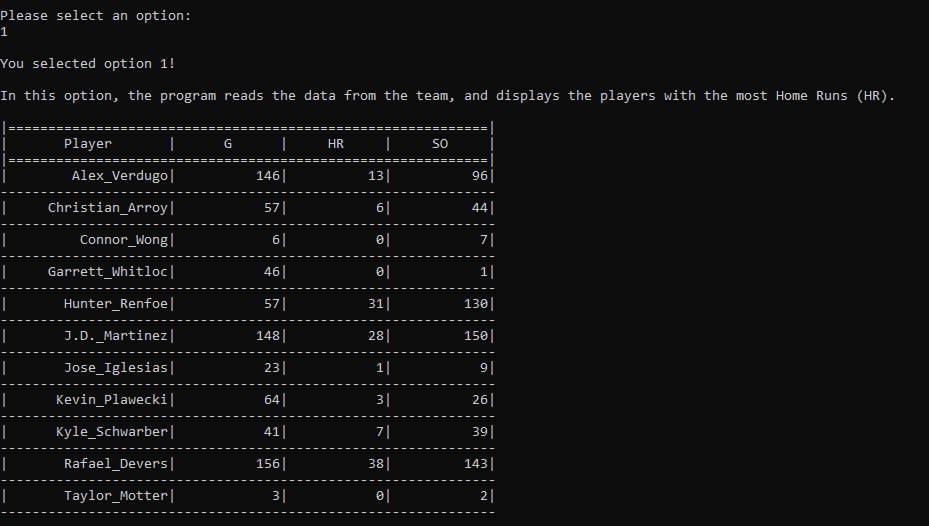 Please select an option:
1
You selected option 1!
In this option, the program reads the data from the team, and displays the players with the most Home Runs (HR).
|============================================================|
|       Player       |      G      |     HR     |     SO     |
|============================================================|
|        Alex_Verdugo|          146|          13|          96|
--------------------------------------------------------------
|     Christian_Arroy|           57|           6|          44|
--------------------------------------------------------------
|         Connor_Wong|            6|           0|           7|
--------------------------------------------------------------
|     Garrett_Whitloc|           46|           0|           1|
--------------------------------------------------------------
|       Hunter_Renfoe|           57|          31|         130|
--------------------------------------------------------------
|       J.D._Martinez|          148|          28|         150|
--------------------------------------------------------------
|       Jose_Iglesias|           23|           1|           9|
--------------------------------------------------------------
|      Kevin_Plawecki|           64|           3|          26|
--------------------------------------------------------------
|      Kyle_Schwarber|           41|           7|          39|
--------------------------------------------------------------
|       Rafael_Devers|          156|          38|         143|
--------------------------------------------------------------
|       Taylor_Motter|            3|           0|           2|
--------------------------------------------------------------